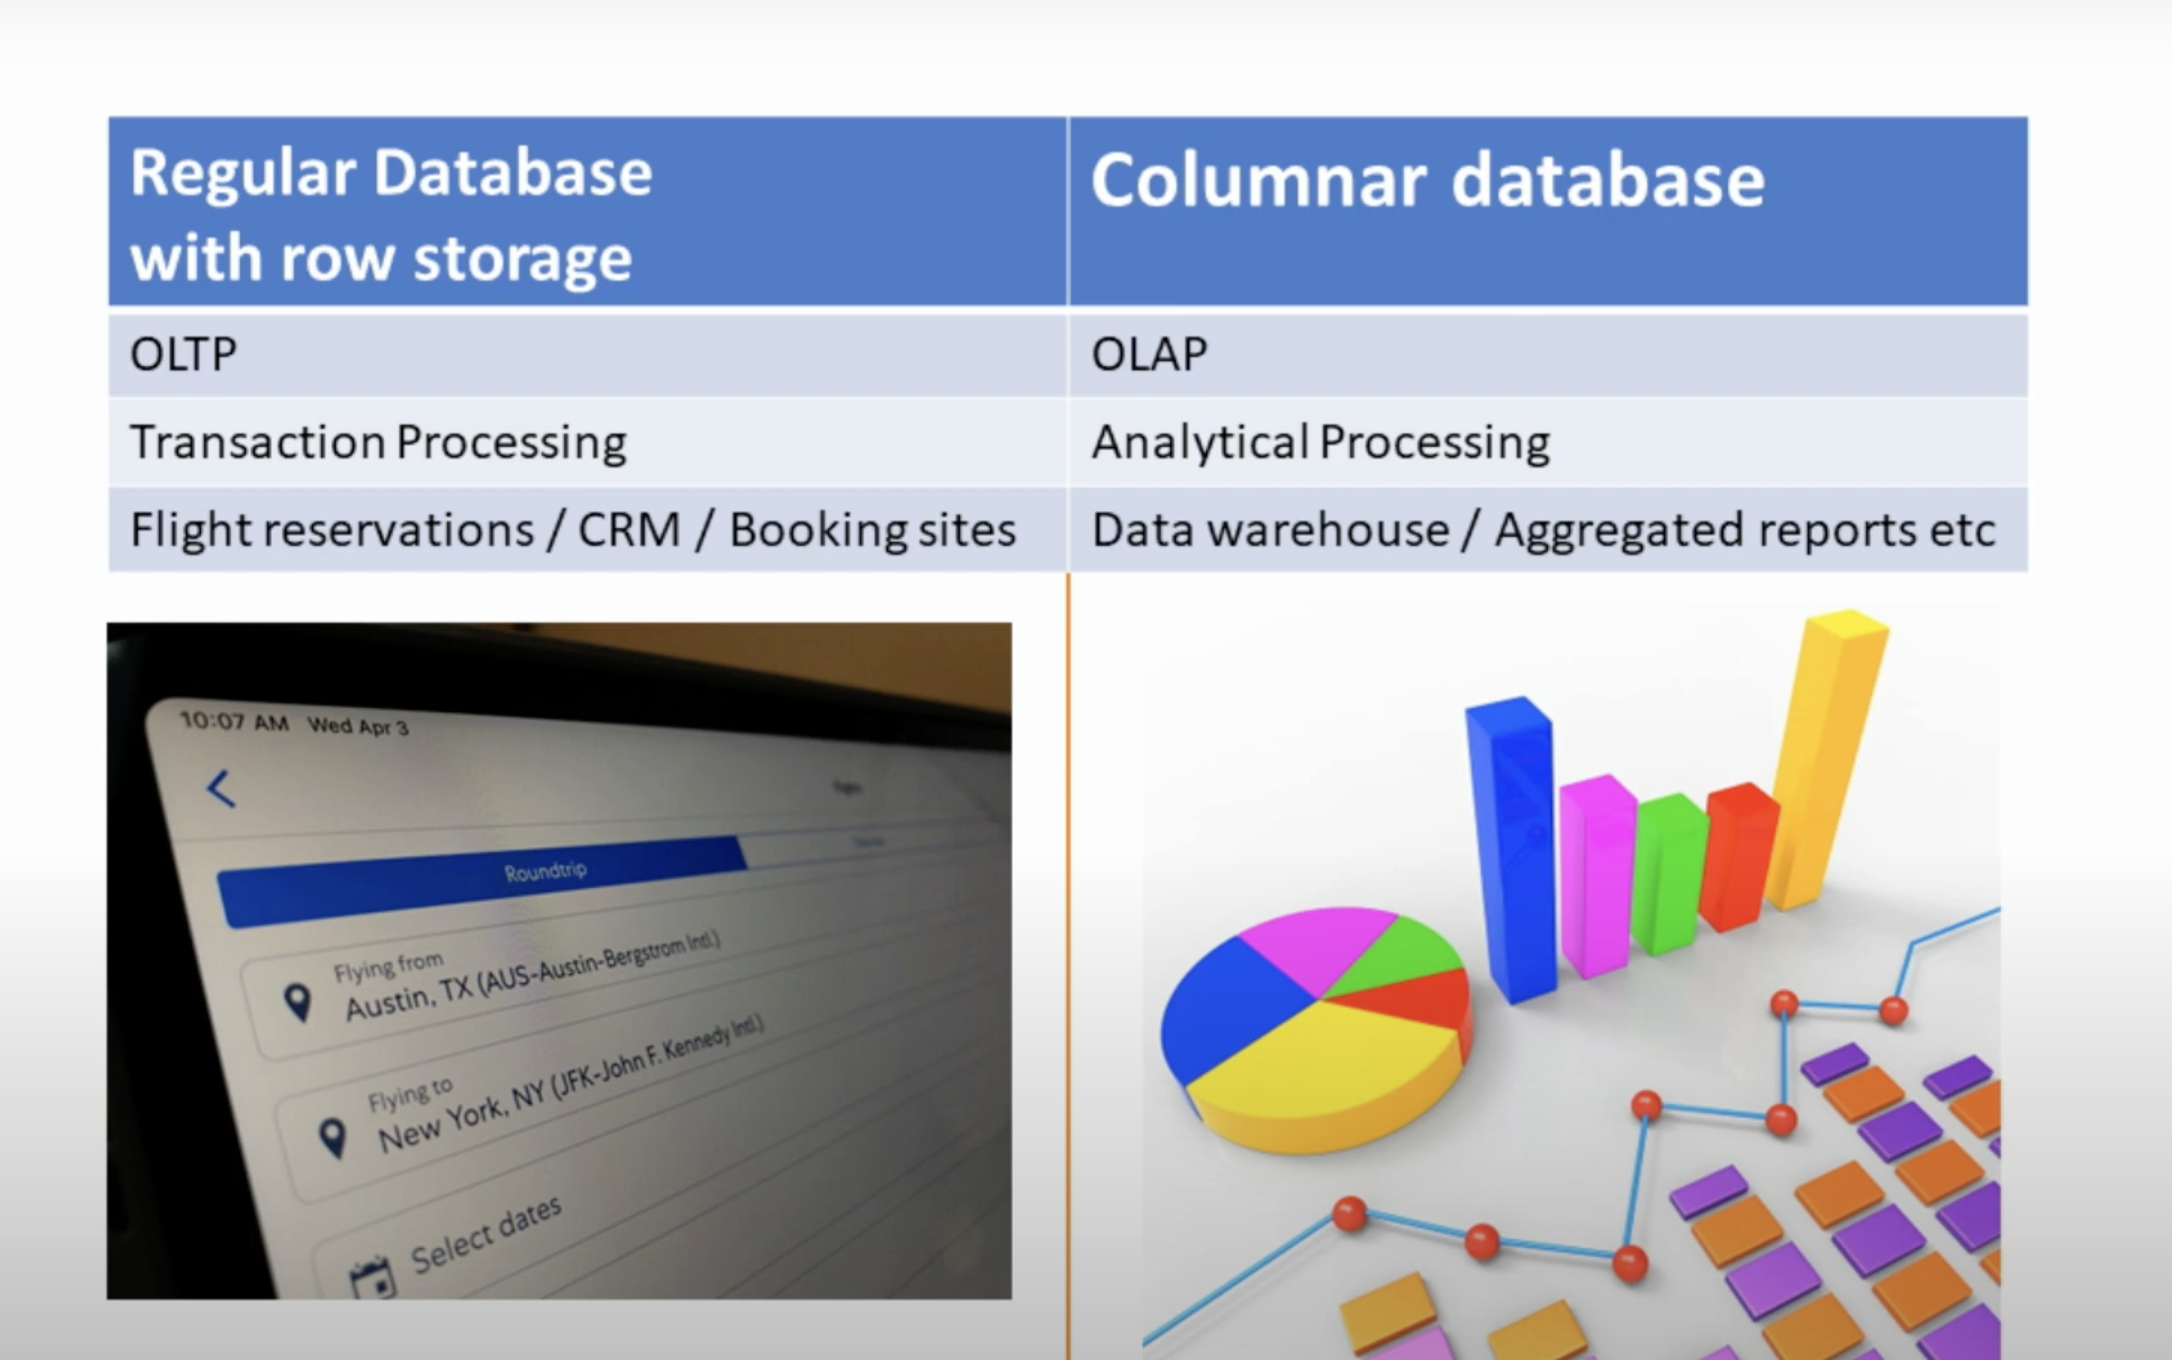 Regular Database
with row storage
Columnar database
OLTP
OLAP
Transaction Processing
Analytical Processing
Flight reservations / CRM / Booking sites
Data warehouse / Aggregated reports etc
10:07 AM Wed Apr 3
Roundtrip
Flying from
Austin, TX (AUS-Austin-Bergstrom Intl.)
Flying to
New York, NY (JFK-John F. Kennedy Intl.)
Select dates